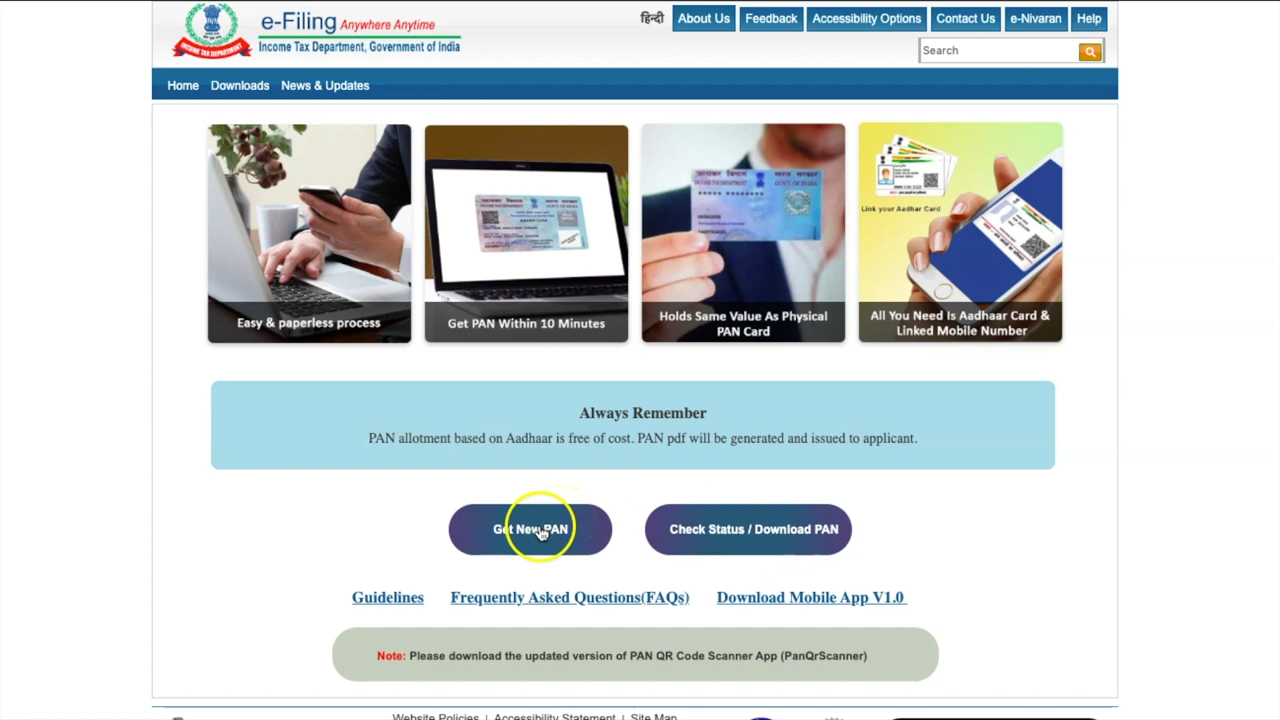 e-Filing Anywhere Anytime
Income Tax Department, Government of India
हिन्दी About Us Feedback Accessibility Options Contact Us e-Nivaran Help
Search
Home Downloads News & Updates
Link your Aadhar Card
Easy & paperless process
Get PAN Within 10 Minutes
Holds Same Value As Physical
PAN Card
All You Need Is Aadhaar Card &
Linked Mobile Number
Always Remember
PAN allotment based on Aadhaar is free of cost. PAN pdf will be generated and issued to applicant.
Get New PAN
Check Status / Download PAN
Guidelines Frequently Asked Questions(FAQs) Download Mobile App V1.0
Note: Please download the updated version of PAN QR Code Scanner App (PanQrScanner)
Website Policies | Accessibility Statement | Site Map